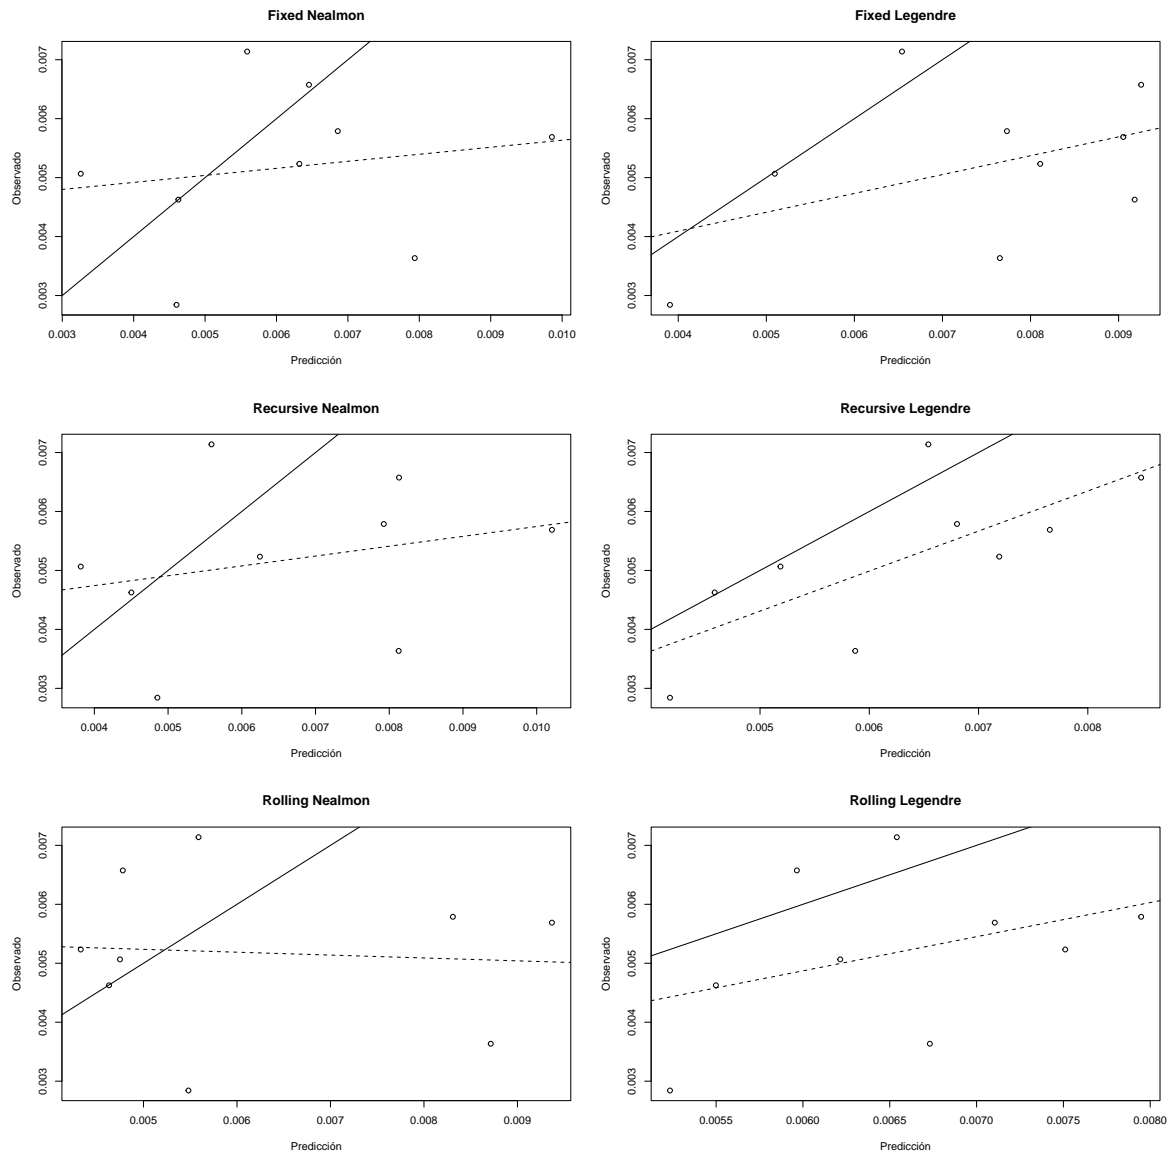 Fixed Nealmon
Observado
0.003 0.004 0.005 0.006 0.007
0.003 0.004 0.005 0.006 0.007 0.008 0.009 0.010
Predicción
Fixed Legendre
Observado
0.003 0.004 0.005 0.006 0.007
0.004 0.005 0.006 0.007 0.008 0.009
Predicción
Recursive Nealmon
Observado
0.003 0.004 0.005 0.006 0.007
0.004 0.005 0.006 0.007 0.008 0.009 0.010
Predicción
Recursive Legendre
Observado
0.003 0.004 0.005 0.006 0.007
0.005 0.006 0.007 0.008
Predicción
Rolling Nealmon
Observado
0.003 0.004 0.005 0.006 0.007
0.005 0.006 0.007 0.008 0.009
Predicción
Rolling Legendre
Observado
0.003 0.004 0.005 0.006 0.007
0.0055 0.0060 0.0065 0.0070 0.0075 0.0080
Predicción